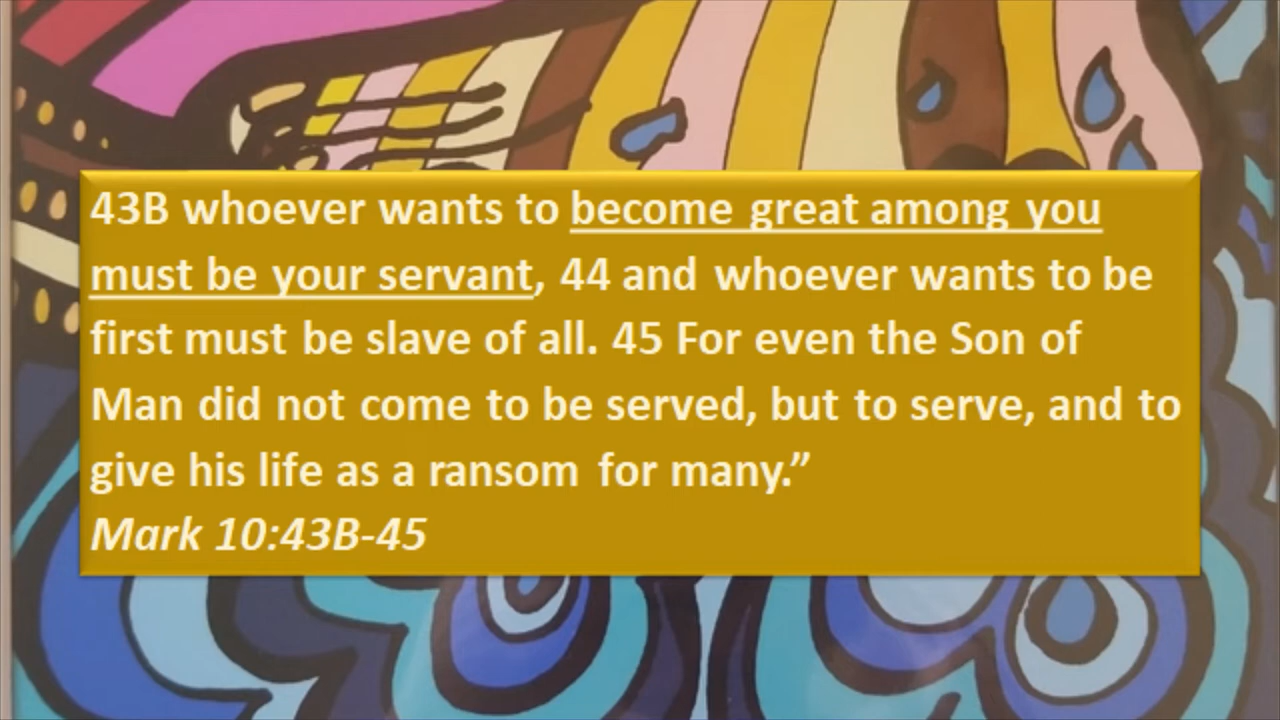 43B whoever wants to become great among you
must be your servant, 44 and whoever wants to be
first must be slave of all. 45 For even the Son of
Man did not come to be served, but to serve, and to
give his life as a ransom for many.”
Mark 10:43B-45